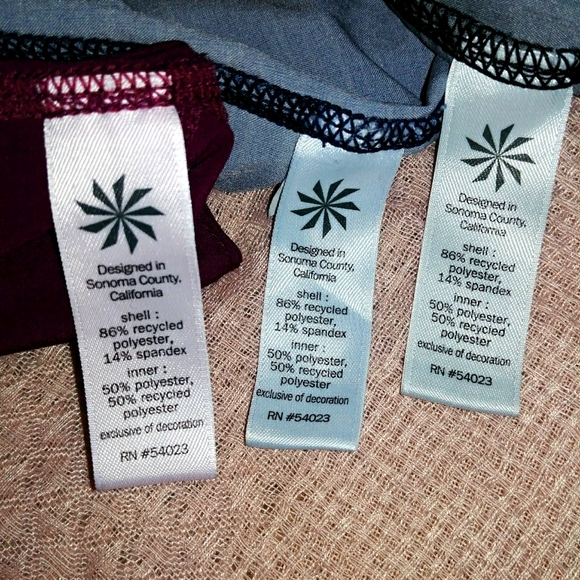 Designed in
Sonoma County,
California
shell :
86% recycled
polyester,
14% spandex
inner :
50% polyester,
50% recycled
polyester
exclusive of decoration
RN #54023
Designed in
Sonoma County,
California
shell :
86% recycled
polyester,
14% spandex
inner :
50% polyester,
50% recycled
polyester
exclusive of decoration
RN #54023
Designed in
Sonoma County,
California
shell :
86% recycled
polyester,
14% spandex
inner :
50% polyester,
50% recycled
polyester
exclusive of decoration
RN #54023